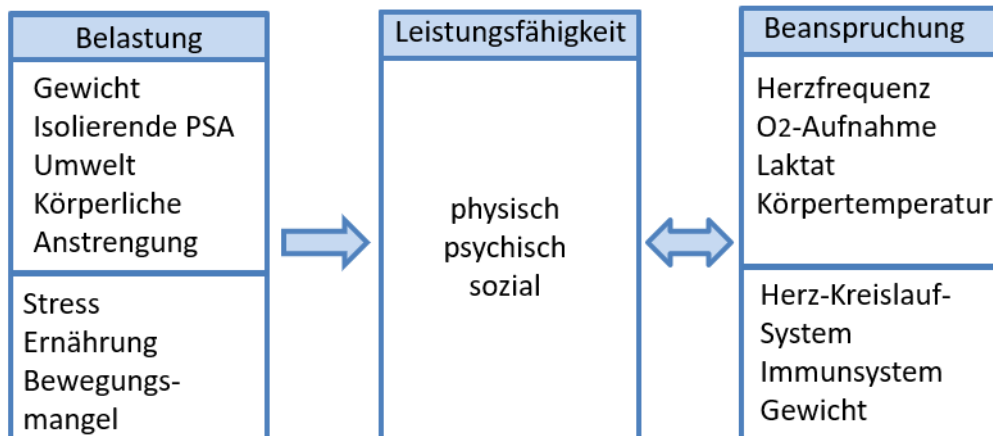 Belastung
Gewicht
Isolierende PSA
Umwelt
Körperliche
Anstrengung
Stress
Ernährung
Bewegungs-
mangel
Leistungsfähigkeit
physisch
psychisch
sozial
Beanspruchung
Herzfrequenz
O2-Aufnahme
Laktat
Körpertemperatur
Herz-Kreislauf-
System
Immunsystem
Gewicht